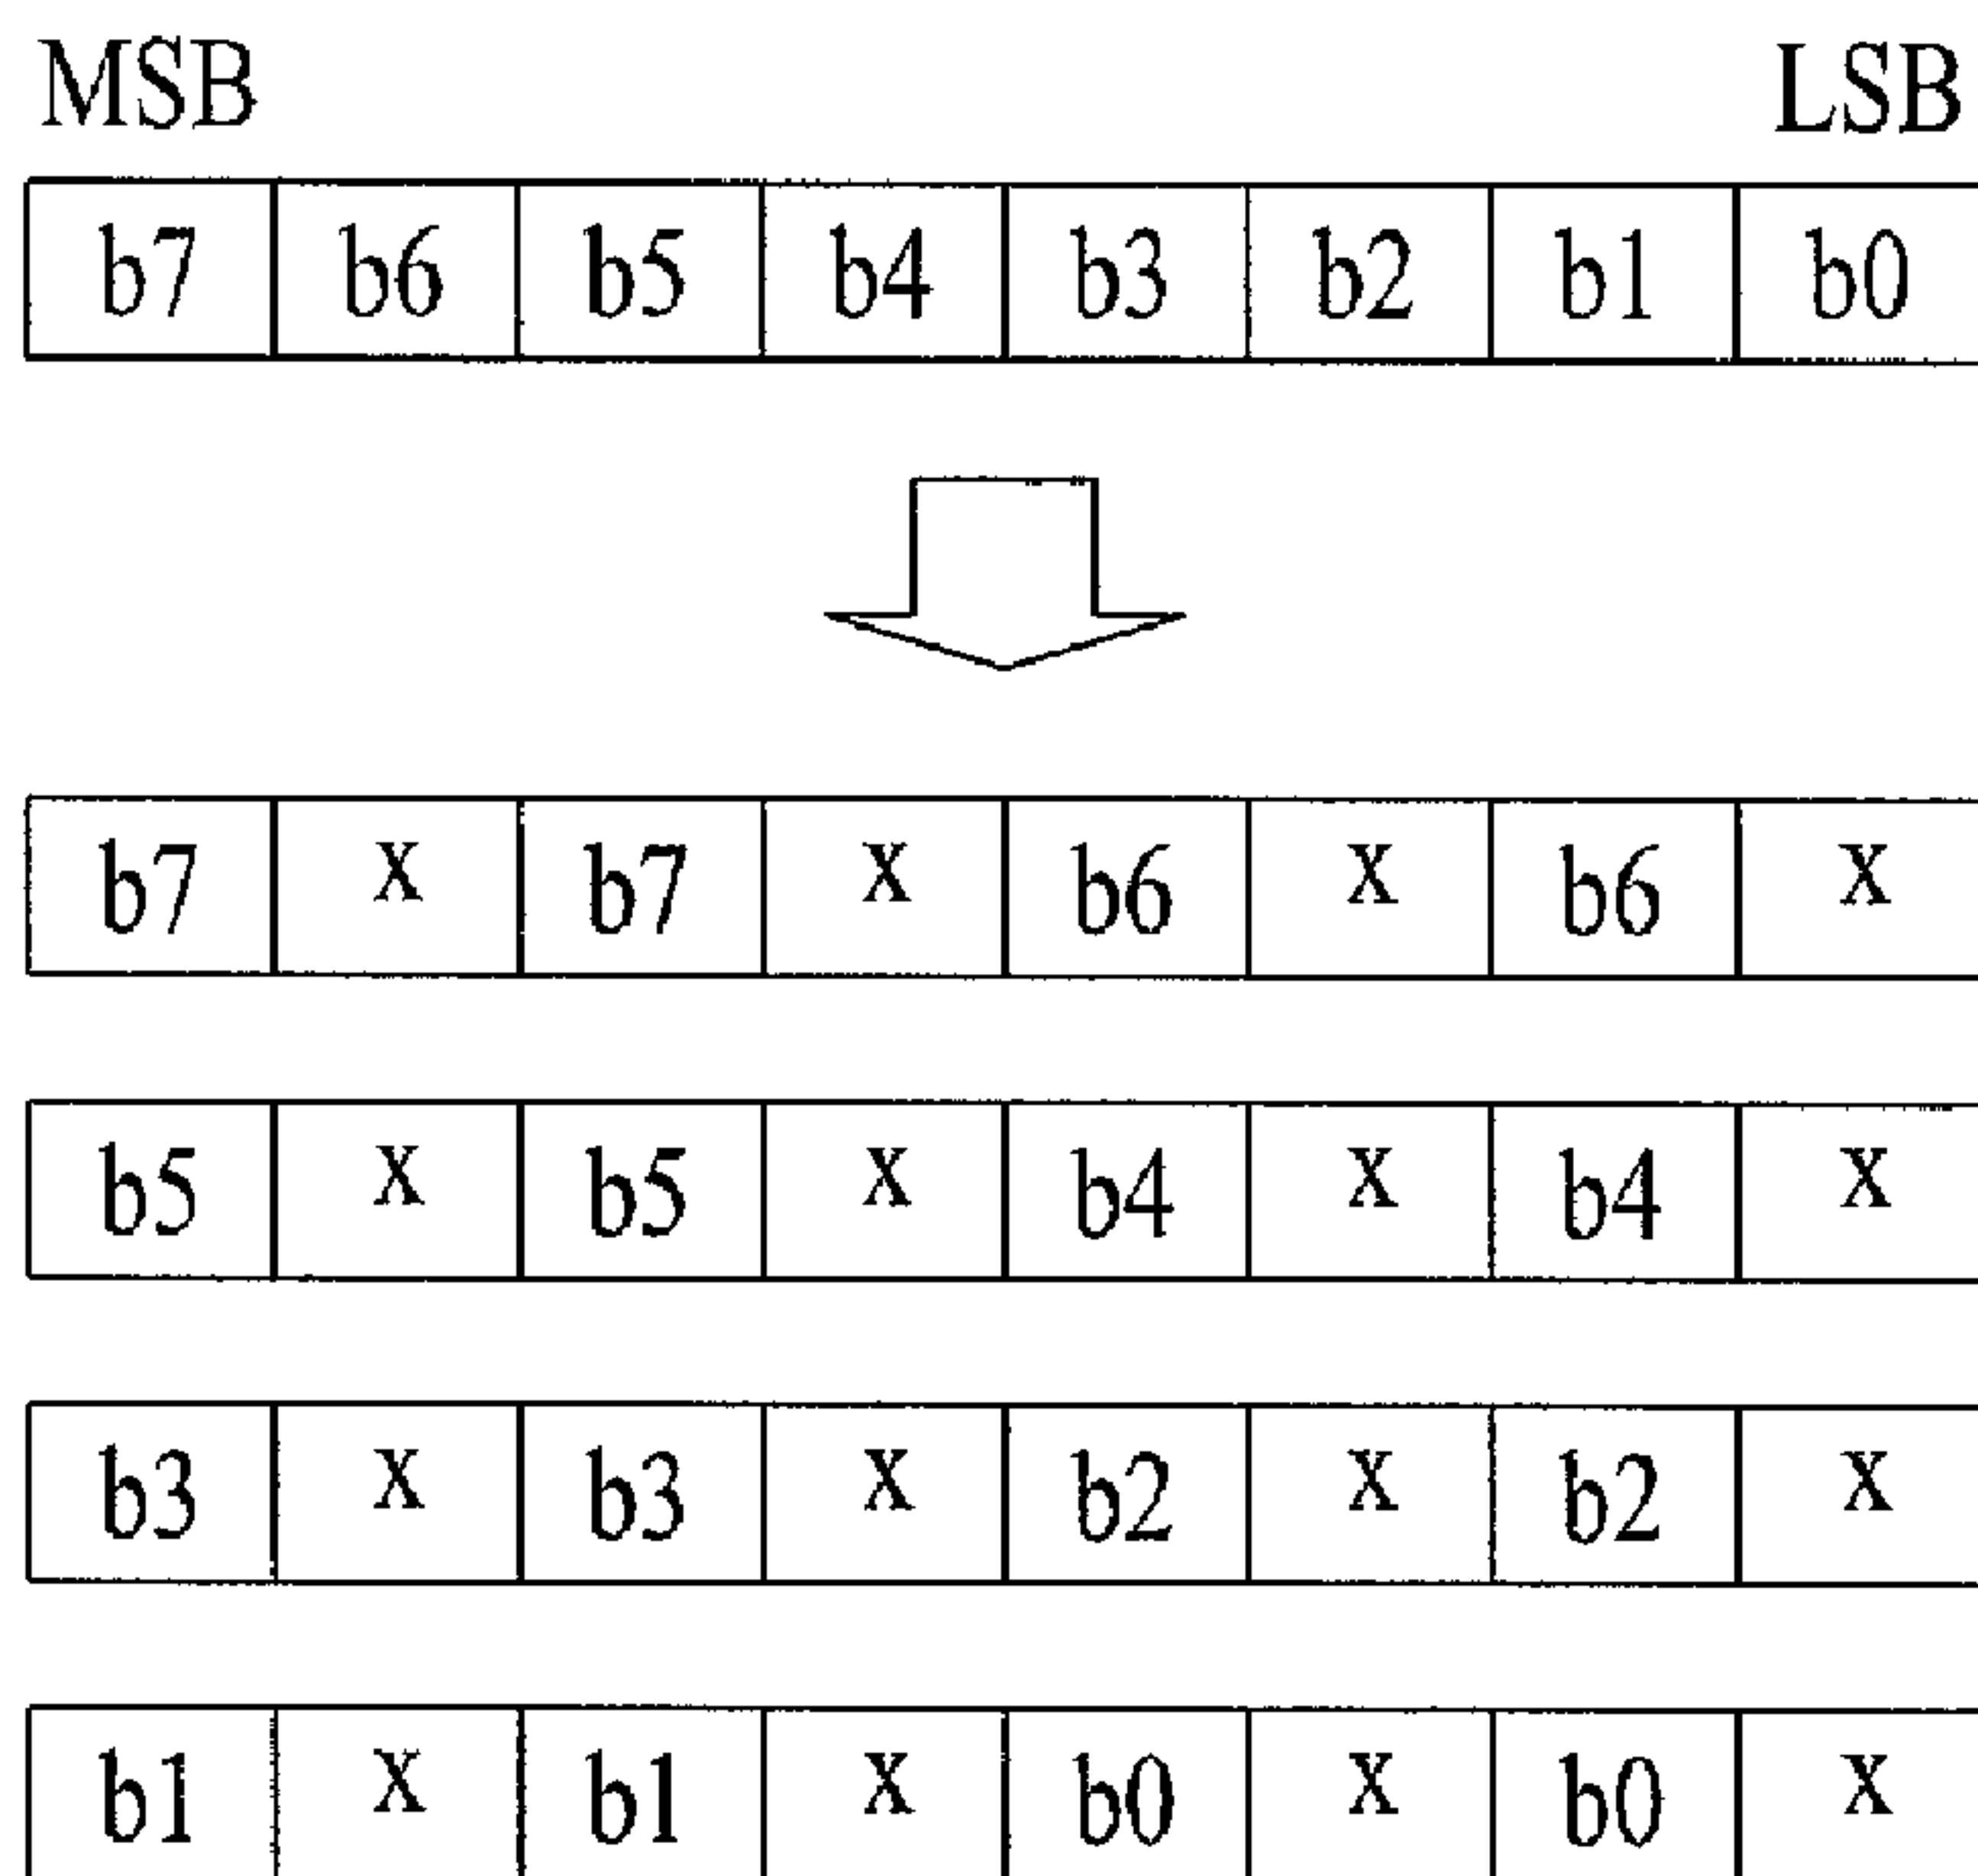 MSB LSB
b7 b6 b5 b4 b3 b2 b1 b0
b7 x b7 x b6 x b6 x
b5 x b5 x b4 x b4 x
b3 x b3 x b2 x b2 x
b1 x b1 x b0 x b0 x